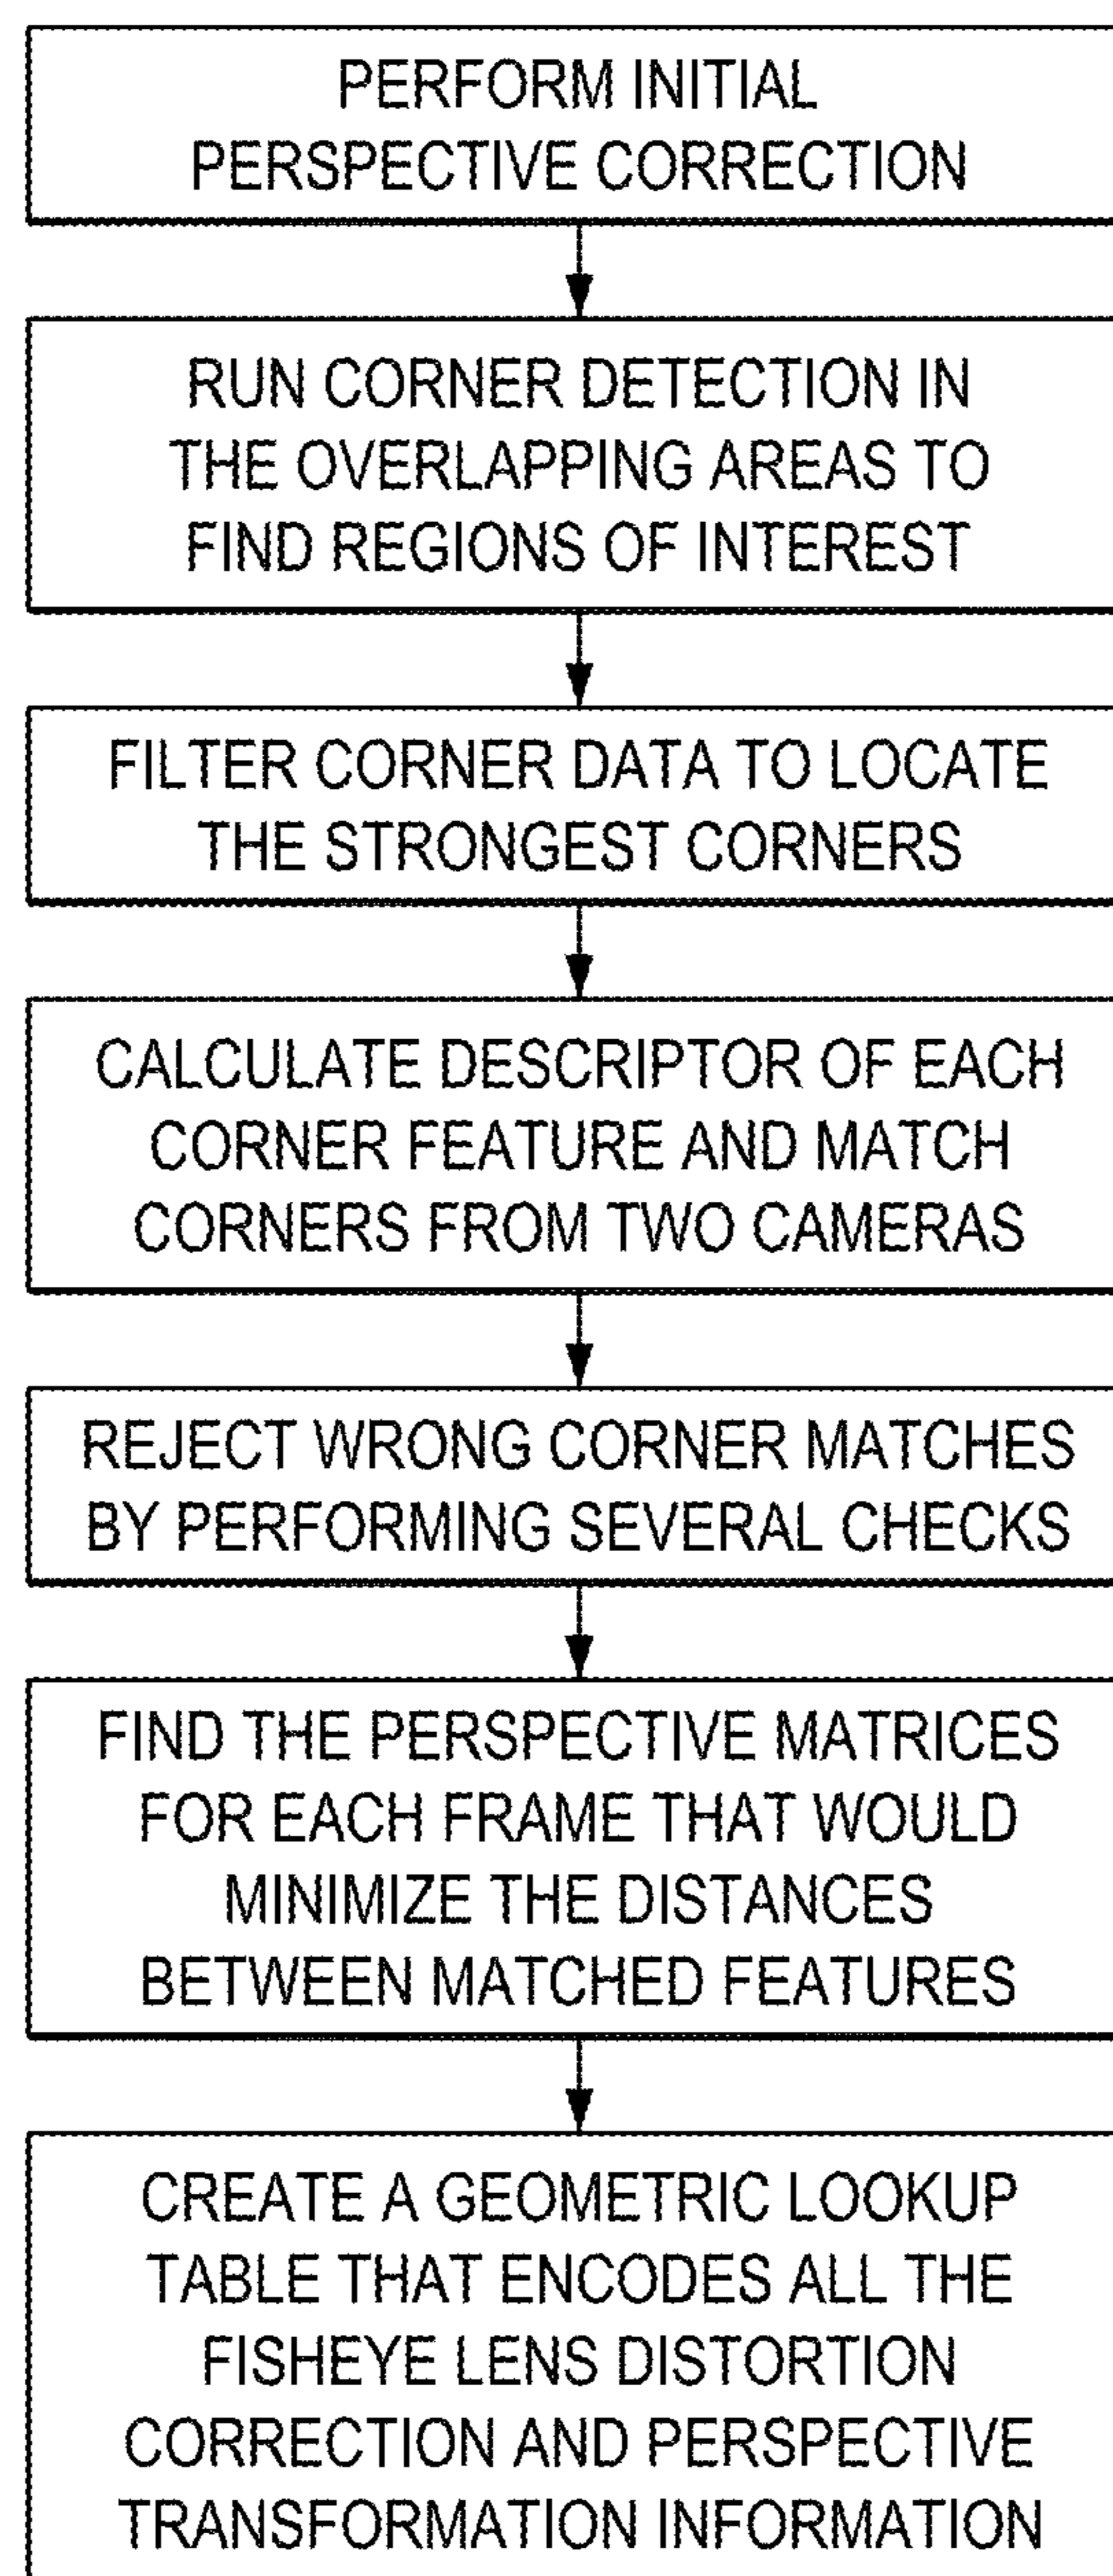 PERFORM INITIAL
PERSPECTIVE CORRECTION
RUN CORNER DETECTION IN
THE OVERLAPPING AREAS TO
FIND REGIONS OF INTEREST
FILTER CORNER DATA TO LOCATE
THE STRONGEST CORNERS
CALCULATE DESCRIPTOR OF EACH
CORNER FEATURE AND MATCH
CORNERS FROM TWO CAMERAS
REJECT WRONG CORNER MATCHES
BY PERFORMING SEVERAL CHECKS
FIND THE PERSPECTIVE MATRICES
FOR EACH FRAME THAT WOULD
MINIMIZE THE DISTANCES
BETWEEN MATCHED FEATURES
CREATE A GEOMETRIC LOOKUP
TABLE THAT ENCODES ALL THE
FISHEYE LENS DISTORTION
CORRECTION AND PERSPECTIVE
TRANSFORMATION INFORMATION